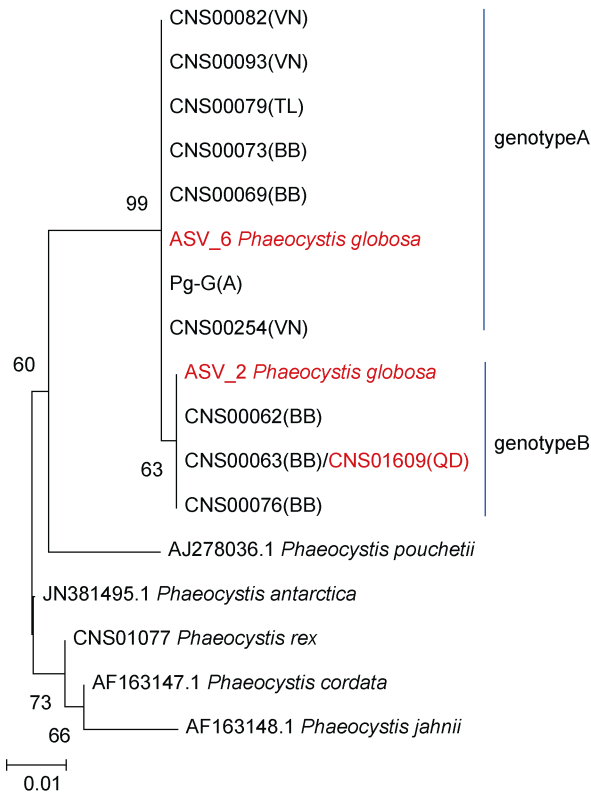 CNS00082(VN)
CNS00093(VN)
CNS00079(TL)
genotypeA
CNS00073(BB)
CNS00069(BB)
99
ASV_6 Phaeocystis globosa
Pg-G(A)
CNS00254(VN)
60
ASV_2 Phaeocystis globosa
CNS00062(BB)
genotypeB
CNS00063(BB)/CNS01609(QD)
63
CNS00076(BB)
AJ278036.1 Phaeocystis pouchetii
JN381495.1 Phaeocystis antarctica
CNS01077 Phaeocystis rex
AF163147.1 Phaeocystis cordata
73
AF163148.1 Phaeocystis jahnii
66
0.01